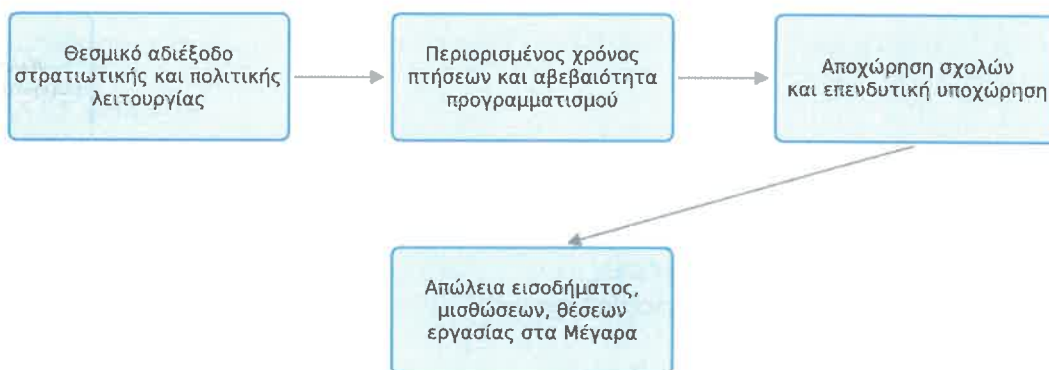 Θεσμικό αδιέξοδο
στρατιωτικής και πολιτικής
λειτουργίας
Περιορισμένος χρόνος
πτήσεων και αβεβαιότητα
προγραμματισμού
Αποχώρηση σχολών
και επενδυτική υποχώρηση
Απώλεια εισοδήματος,
μισθώσεων, θέσεων
εργασίας στα Μέγαρα